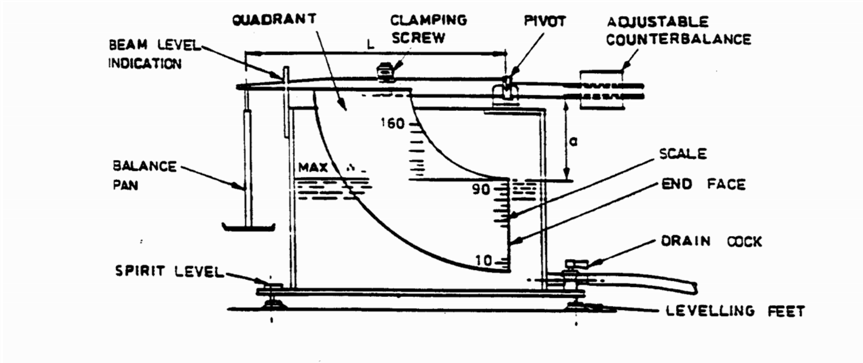 QUADRANT
CLAMPING
SCREW
PIVOT
ADJUSTABLE
COUNTERBALANCE
BEAM LEVEL
INDICATION
L
160
a
MAX
90
SCALE
END FACE
BALANCE
PAN
10
DRAIN COCK
SPIRIT LEVEL
LEVELLING FEET